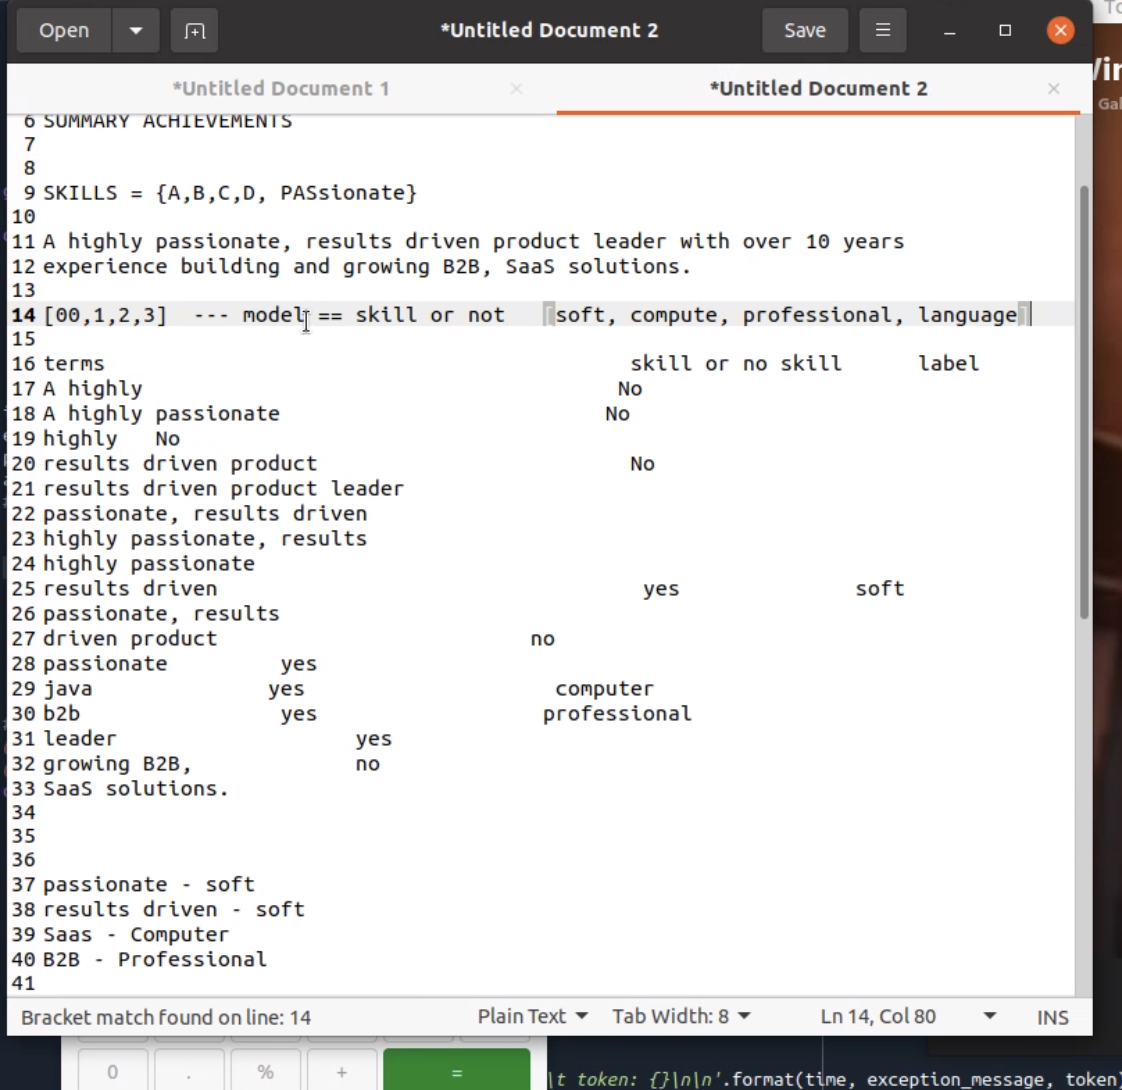 Open
*Untitled Document 2
Save
*Untitled Document 1
*Untitled Document 2
6 SUMMARY ACHIEVEMENTS
7
8
9 SKILLS = {A,B,C,D, PASsionate}
10
11 A highly passionate, results driven product leader with over 10 years
12 experience building and growing B2B, SaaS solutions.
13
14 [00,1,2,3] --- model == skill or not [soft, compute, professional, language]
15
16 terms skill or no skill label
17 A highly No
18 A highly passionate No
19 highly No
20 results driven product No
21 results driven product leader
22 passionate, results driven
23 highly passionate, results
24 highly passionate
25 results driven yes soft
26 passionate, results
27 driven product no
28 passionate yes
29 java yes computer
30 b2b yes professional
31 leader yes
32 growing B2B, no
33 SaaS solutions.
34
35
36
37 passionate - soft
38 results driven - soft
39 Saas - Computer
40 B2B - Professional
41
Bracket match found on line: 14 Plain Text Tab Width: 8 Ln 14, Col 80 INS
0 . % + =
\t token: {}\n\n'.format(time, exception_message, token)